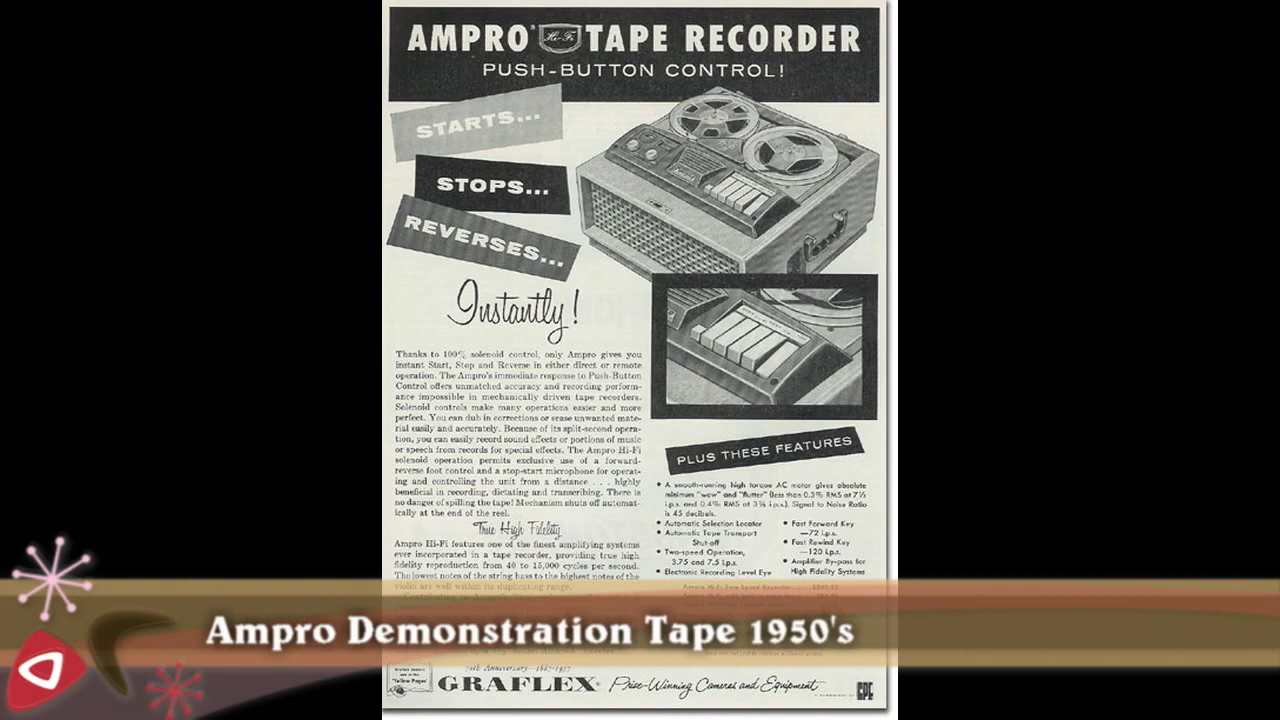 AMPRO Hi-Fi TAPE RECORDER
PUSH-BUTTON CONTROL!
STARTS...
STOPS...
REVERSES...
Instantly!
Thanks to 100% solenoid control, only Ampro gives you
instant Start, Stop and Reverse in either direct or remote
operation. The Ampro's immediate response to Push-Button
Control offers unmatched accuracy and recording perform-
ance impossible in mechanically driven tape recorders.
Solenoid controls make many operations easier and more
perfect. You can dub in corrections or erase unwanted mate-
rial easily and accurately. Because of its split-second opera-
tion, you can easily record sound effects or portions of music
or speech from records for special effects. The Ampro Hi-Fi
solenoid operation permits exclusive use of a forward-
reverse foot control and a stop-start microphone for operat-
ing and controlling the unit from a distance . . . highly
beneficial in recording, dictating and transcribing. There is
no danger of spilling the tape! Mechanism shuts off automat-
ically at the end of the reel.
True High Fidelity
Ampro Hi-Fi features one of the finest amplifying systems
ever incorporated in a tape recorder, providing true high
fidelity reproduction from 40 to 15,000 cycles per second.
The lowest notes of the string bass to the highest notes of the
violin are well within its duplicating range.
PLUS THESE FEATURES
• A smooth-running high torque AC motor gives absolute
minimum "wow" and "flutter" (less than 0.3% RMS at 7½
i.p.s. and 0.4% RMS at 3¾ i.p.s.). Signal to Noise Ratio
is 45 decibels.
• Automatic Selection Locator
• Automatic Tape Transport
Shut-off
• Two-speed Operation,
3.75 and 7.5 i.p.s.
• Electronic Recording Level Eye
• Fast Forward Key
—72 i.p.s.
• Fast Rewind Key
—120 i.p.s.
• Amplifier By-pass for
High Fidelity Systems
Ampro Demonstration Tape 1950's
"Yellow Pages"
70th Anniversary—1887-1957
GRAFLEX® Prize-Winning Cameras and Equipment
GPE